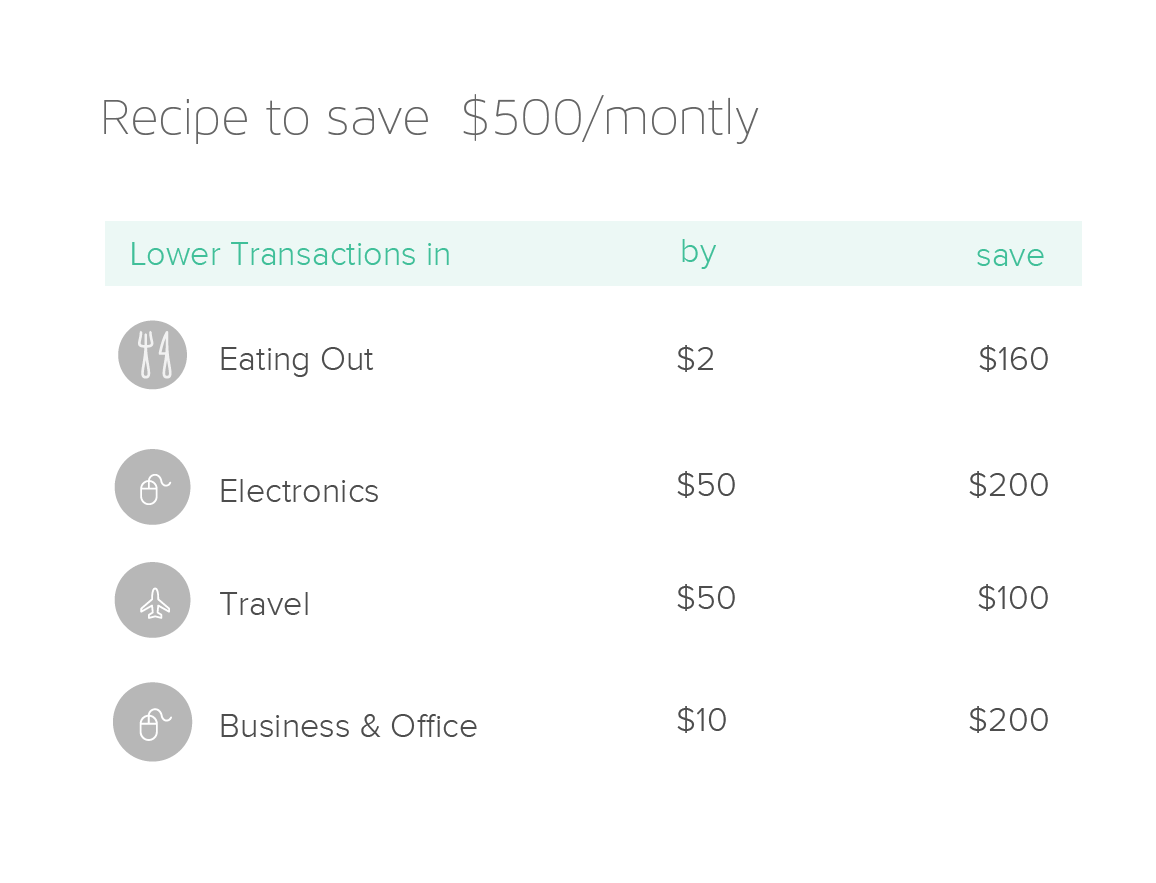 Recipe to save $500/montly
Lower Transactions in by save
Eating Out $2 $160
Electronics $50 $200
Travel $50 $100
Business & Office $10 $200